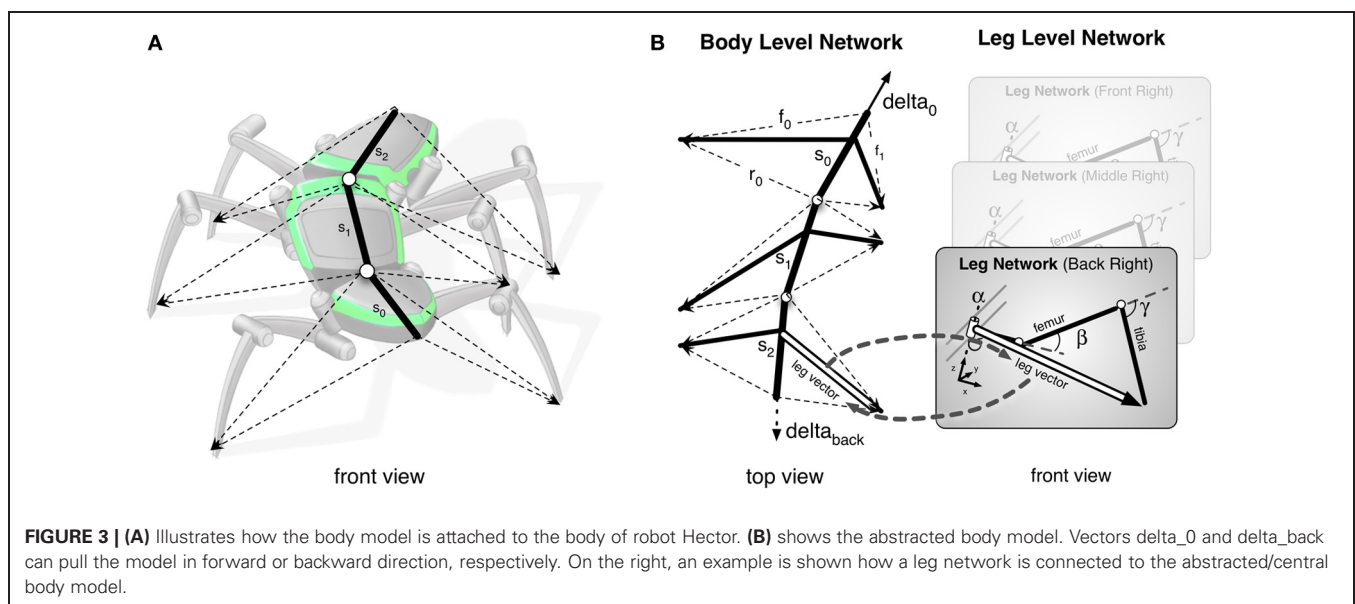 A
B
Body Level Network
Leg Level Network
s2
s1
s0
front view
delta0
f0
f1
s0
r0
s1
s2
leg vector
deltaback
top view
Leg Network (Front Right)
α
femur
γ
Leg Network (Middle Right)
α
femur
γ
Leg Network (Back Right)
α
femur
γ
β
tibia
leg vector
z
y
x
front view
FIGURE 3 | (A) Illustrates how the body model is attached to the body of robot Hector. (B) shows the abstracted body model. Vectors delta_0 and delta_back
can pull the model in forward or backward direction, respectively. On the right, an example is shown how a leg network is connected to the abstracted/central
body model.